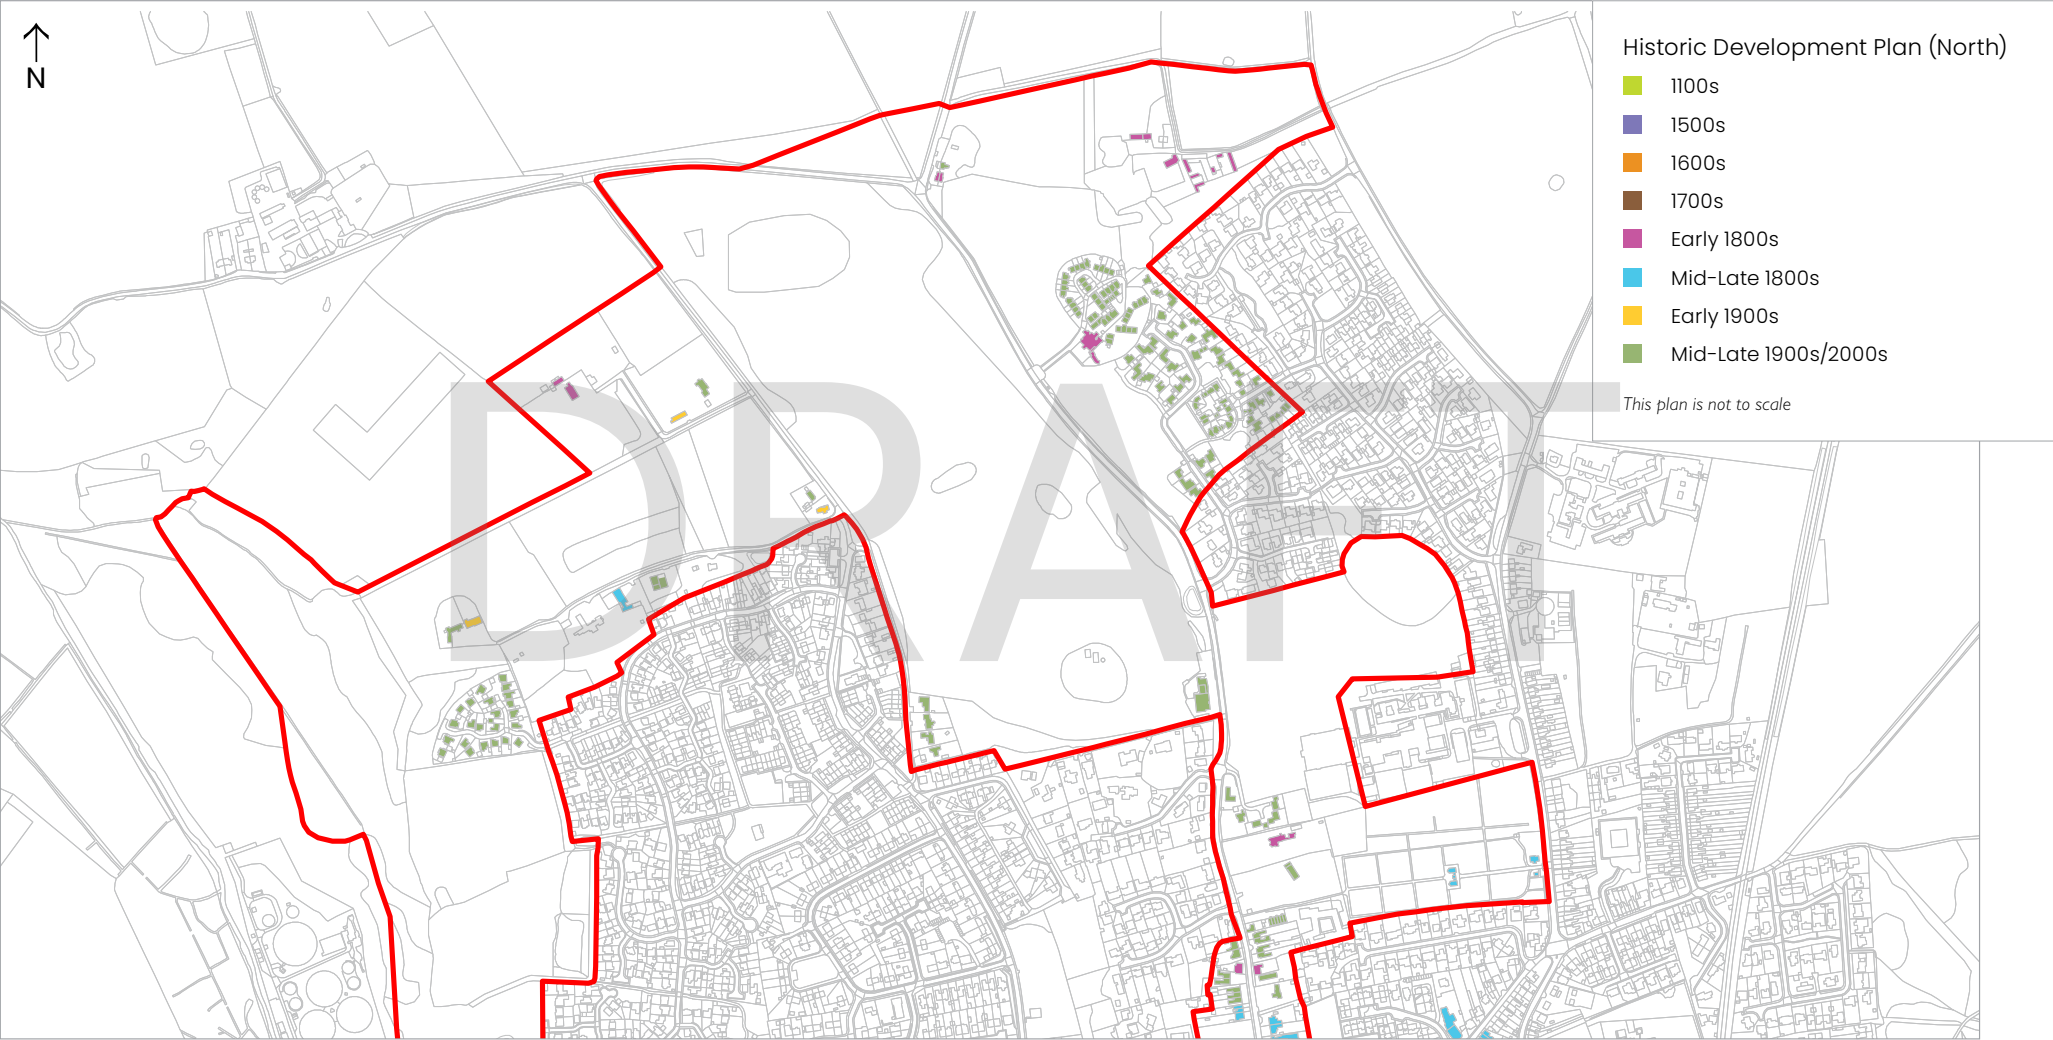 N
Historic Development Plan (North)
1100s
1500s
1600s
1700s
Early 1800s
Mid-Late 1800s
Early 1900s
Mid-Late 1900s/2000s
This plan is not to scale
DRAFT